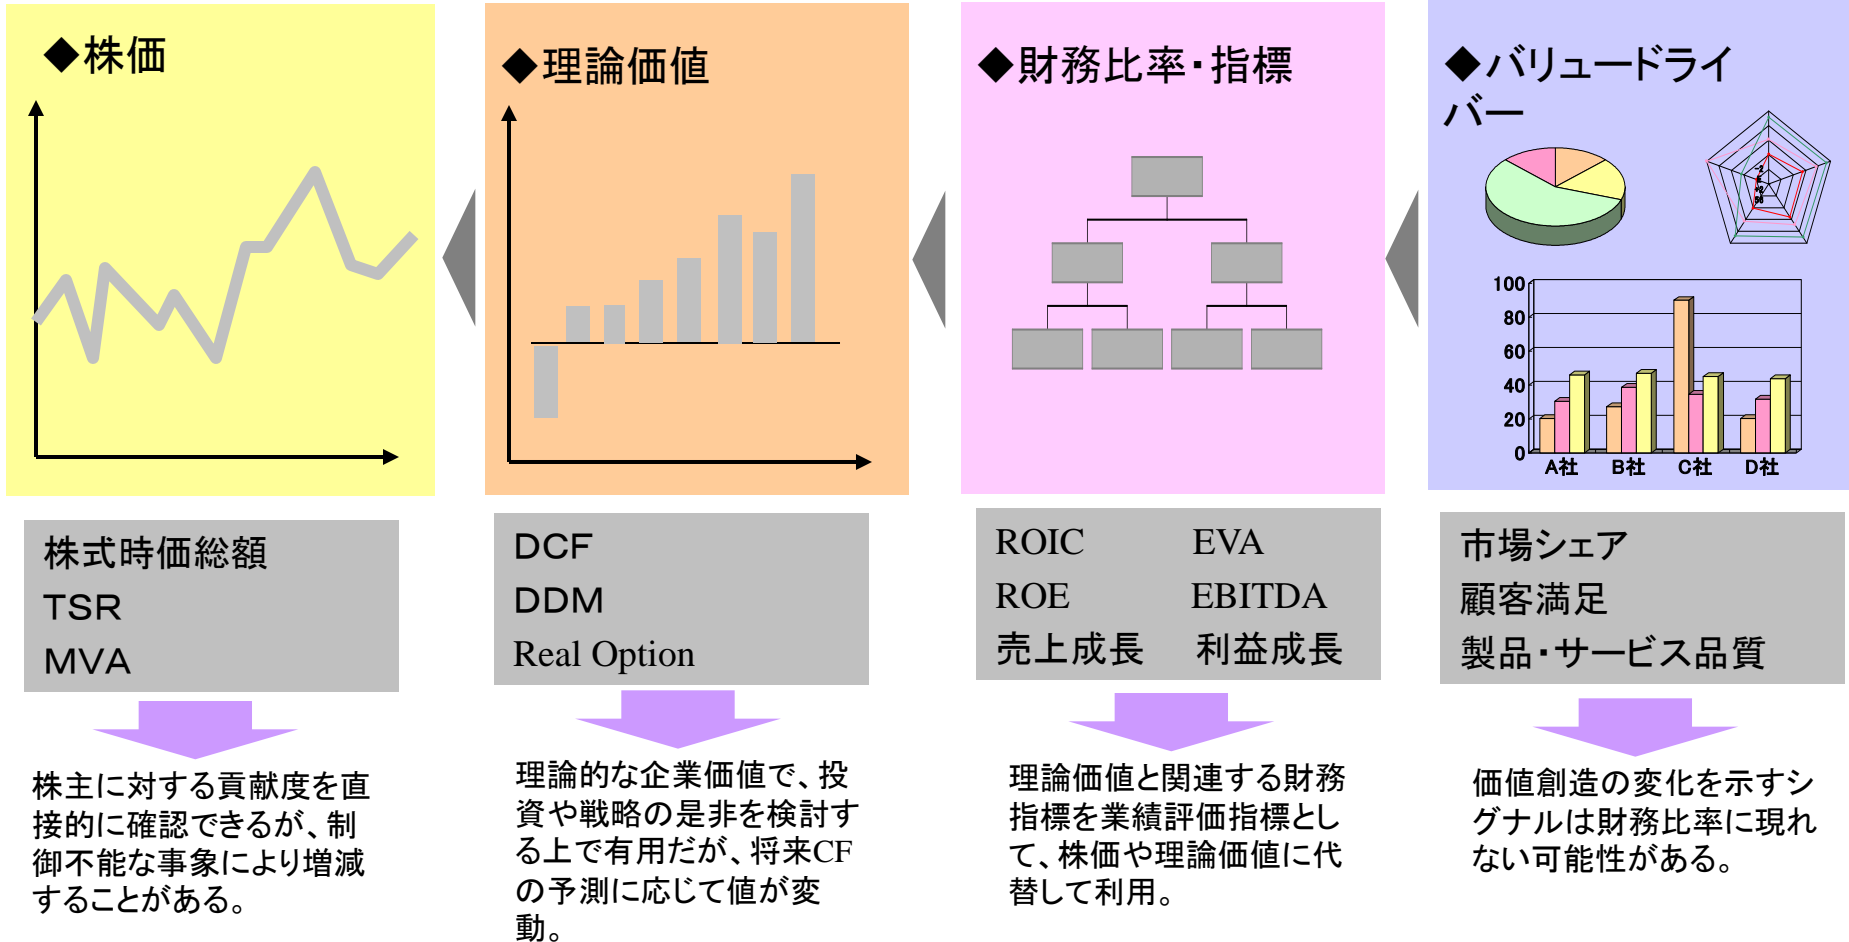 ◆株価
◆理論価値
◆財務比率・指標
◆バリュードライ
バー
100
80
60
40
20
0
A社 B社 C社 D社
株式時価総額
TSR
MVA
DCF
DDM
Real Option
ROIC EVA
ROE EBITDA
売上成長 利益成長
市場シェア
顧客満足
製品・サービス品質
株主に対する貢献度を直
接的に確認できるが、制
御不能な事象により増減
することがある。
理論的な企業価値で、投
資や戦略の是非を検討す
る上で有用だが、将来CF
の予測に応じて値が変
動。
理論価値と関連する財務
指標を業績評価指標とし
て、株価や理論価値に代
替して利用。
価値創造の変化を示すシ
グナルは財務比率に現れ
ない可能性がある。